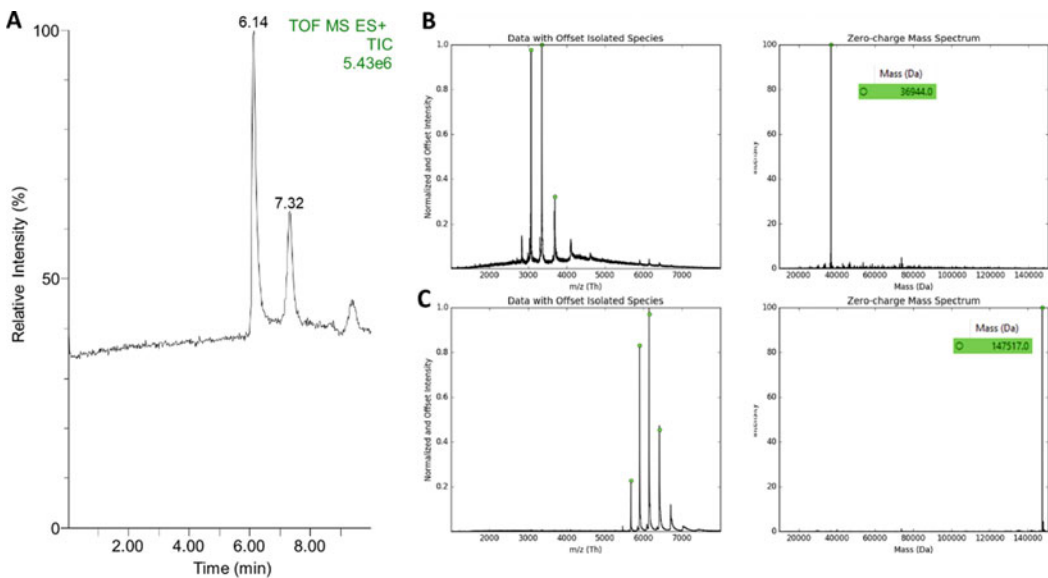 A
TOF MS ES+
TIC
5.43e6
6.14
7.32
100
50
0
Relative Intensity (%)
2.00 4.00 6.00 8.00
Time (min)
B
Data with Offset Isolated Species
Normalized and Offset Intensity
1.0
0.8
0.6
0.4
0.2
2000 3000 4000 5000 6000 7000
m/z (Th)
Zero-charge Mass Spectrum
100
80
60
40
20
0
Mass (Da)
36944.0
20000 40000 60000 80000 100000 120000 140000
Mass (Da)
C
Data with Offset Isolated Species
Normalized and Offset Intensity
1.0
0.8
0.6
0.4
0.2
2000 3000 4000 5000 6000 7000
m/z (Th)
Zero-charge Mass Spectrum
100
80
60
40
20
0
Mass (Da)
147517.0
20000 40000 60000 80000 100000 120000 140000
Mass (Da)